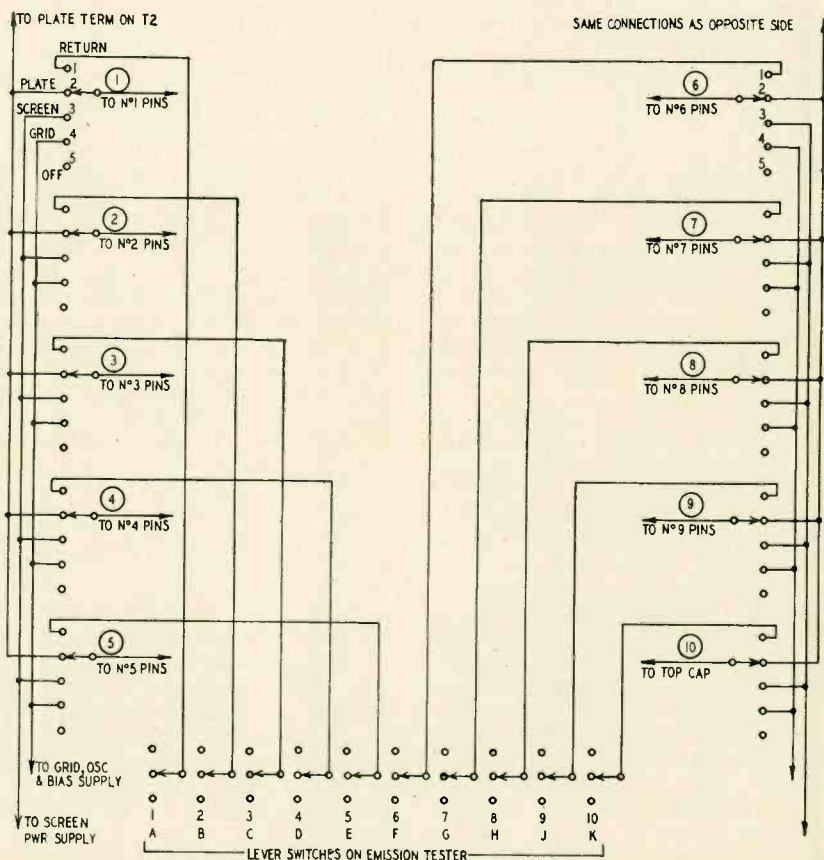 TO PLATE TERM ON T2
SAME CONNECTIONS AS OPPOSITE SIDE
RETURN
1
PLATE 2
1
TO Nº1 PINS
SCREEN 3
GRID 4
5
OFF
2
TO Nº2 PINS
3
TO Nº3 PINS
4
TO Nº4 PINS
5
TO Nº5 PINS
1
6
2
TO Nº6 PINS
3
4
5
7
TO Nº7 PINS
8
TO Nº8 PINS
9
TO Nº9 PINS
10
TO TOP CAP
TO GRID, OSC
& BIAS SUPPLY
TO SCREEN
PWR SUPPLY
1 2 3 4 5 6 7 8 9 10
A B C D E F G H J K
LEVER SWITCHES ON EMISSION TESTER